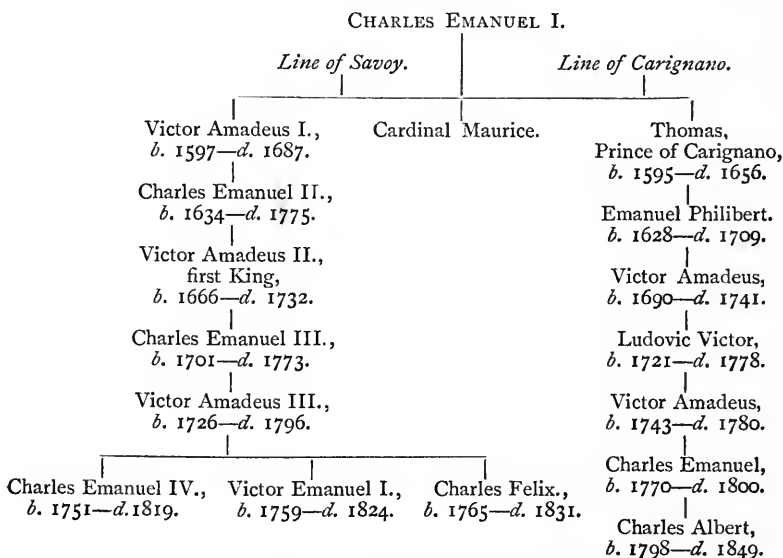 CHARLES EMANUEL I.
Line of Savoy.
Line of Carignano.
Victor Amadeus I.,
b. 1597—d. 1687.
Charles Emanuel II.,
b. 1634—d. 1775.
Victor Amadeus II.,
first King,
b. 1666—d. 1732.
Charles Emanuel III.,
b. 1701—d. 1773.
Victor Amadeus III.,
b. 1726—d. 1796.
Charles Emanuel IV.,
b. 1751—d. 1819.
Victor Emanuel I.,
b. 1759—d. 1824.
Charles Felix.,
b. 1765—d. 1831.
Cardinal Maurice.
Thomas,
Prince of Carignano,
b. 1595—d. 1656.
Emanuel Philibert.
b. 1628—d. 1709.
Victor Amadeus,
b. 1690—d. 1741.
Ludovic Victor,
b. 1721—d. 1778.
Victor Amadeus,
b. 1743—d. 1780.
Charles Emanuel,
b. 1770—d. 1800.
Charles Albert,
b. 1798—d. 1849.